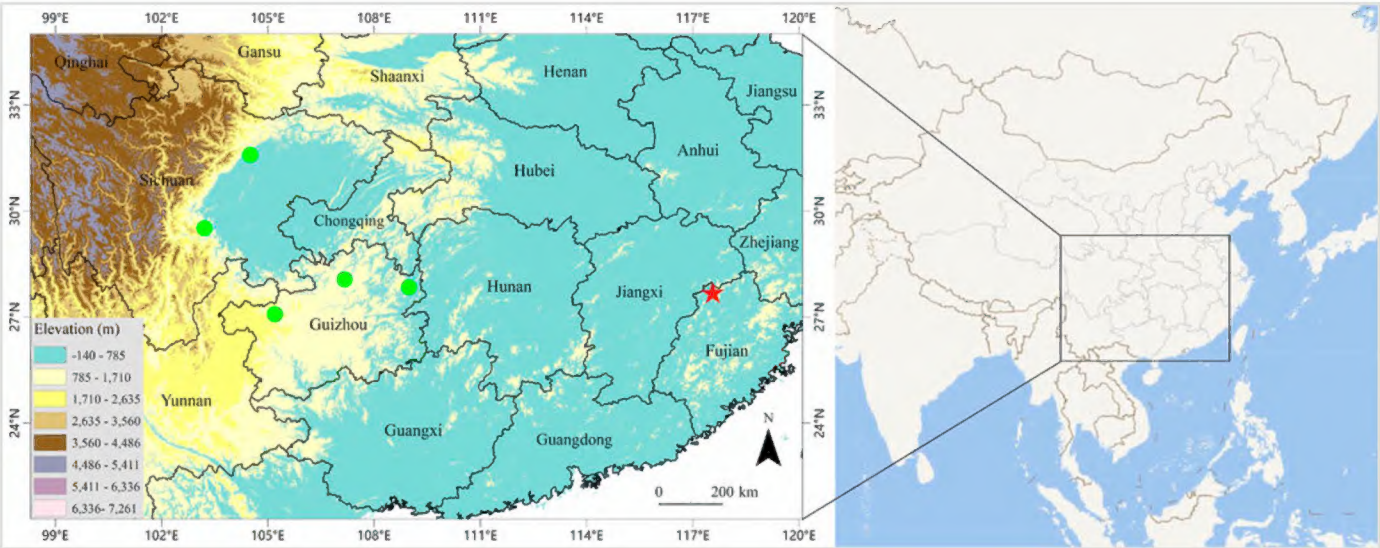 99°E 102°E 105°E 108°E 111°E 114°E 117°E 120°E
Gansu
Qinghai
Shaanxi
Henan
Jiangsu
33°N
33°N
Anhui
Sichuan
Hubei
30°N
30°N
Chongqing
Zhejiang
Hunan
Jiangxi
27°N
27°N
Guizhou
Fujian
Elevation (m)
-140 - 785
785 - 1,710
1,710 - 2,635
2,635 - 3,560
3,560 - 4,486
4,486 - 5,411
5,411 - 6,336
6,336- 7,261
Yunnan
24°N
24°N
Guangxi
Guangdong
N
0 200 km
99°E 102°E 105°E 108°E 111°E 114°E 117°E 120°E